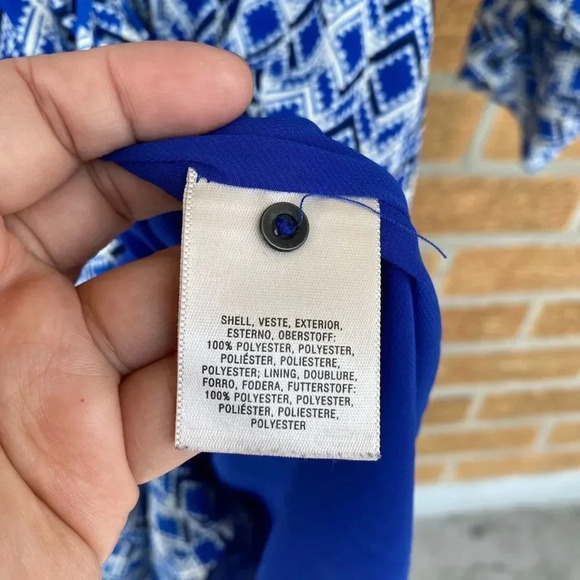 SHELL, VESTE, EXTERIOR,
ESTERNO, OBERSTOFF:
100% POLYESTER, POLYESTER,
POLIÉSTER, POLIESTERE,
POLYESTER; LINING, DOUBLURE,
FORRO, FODERA, FUTTERSTOFF:
100% POLYESTER, POLYESTER,
POLIÉSTER, POLIESTERE,
POLYESTER